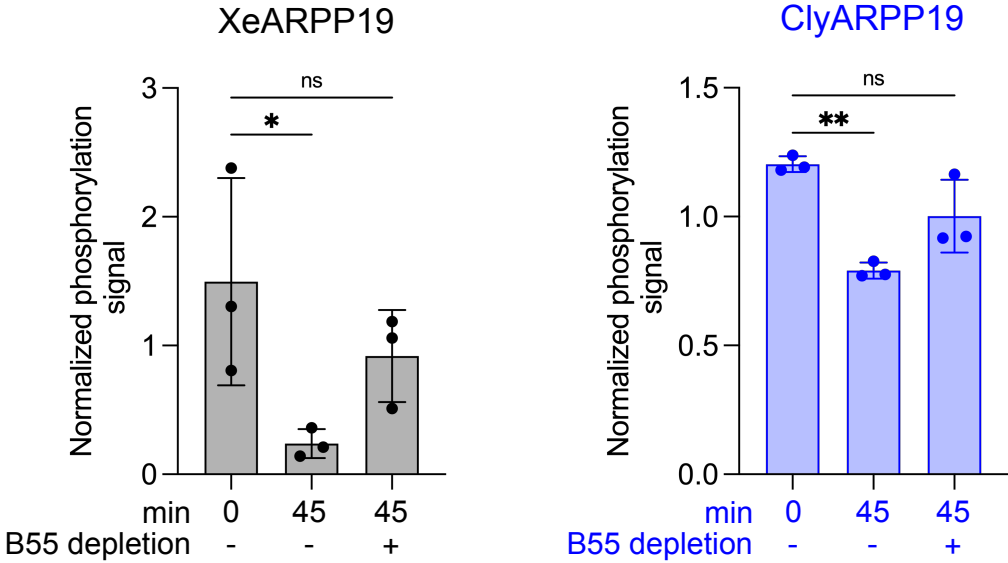 XeARPP19
Normalized phosphorylation
signal
3
2
1
0
ns
*
min 0 45 45
B55 depletion - - +
ClyARPP19
Normalized phosphorylation
signal
1.5
1.0
0.5
0.0
ns
**
min 0 45 45
B55 depletion - - +